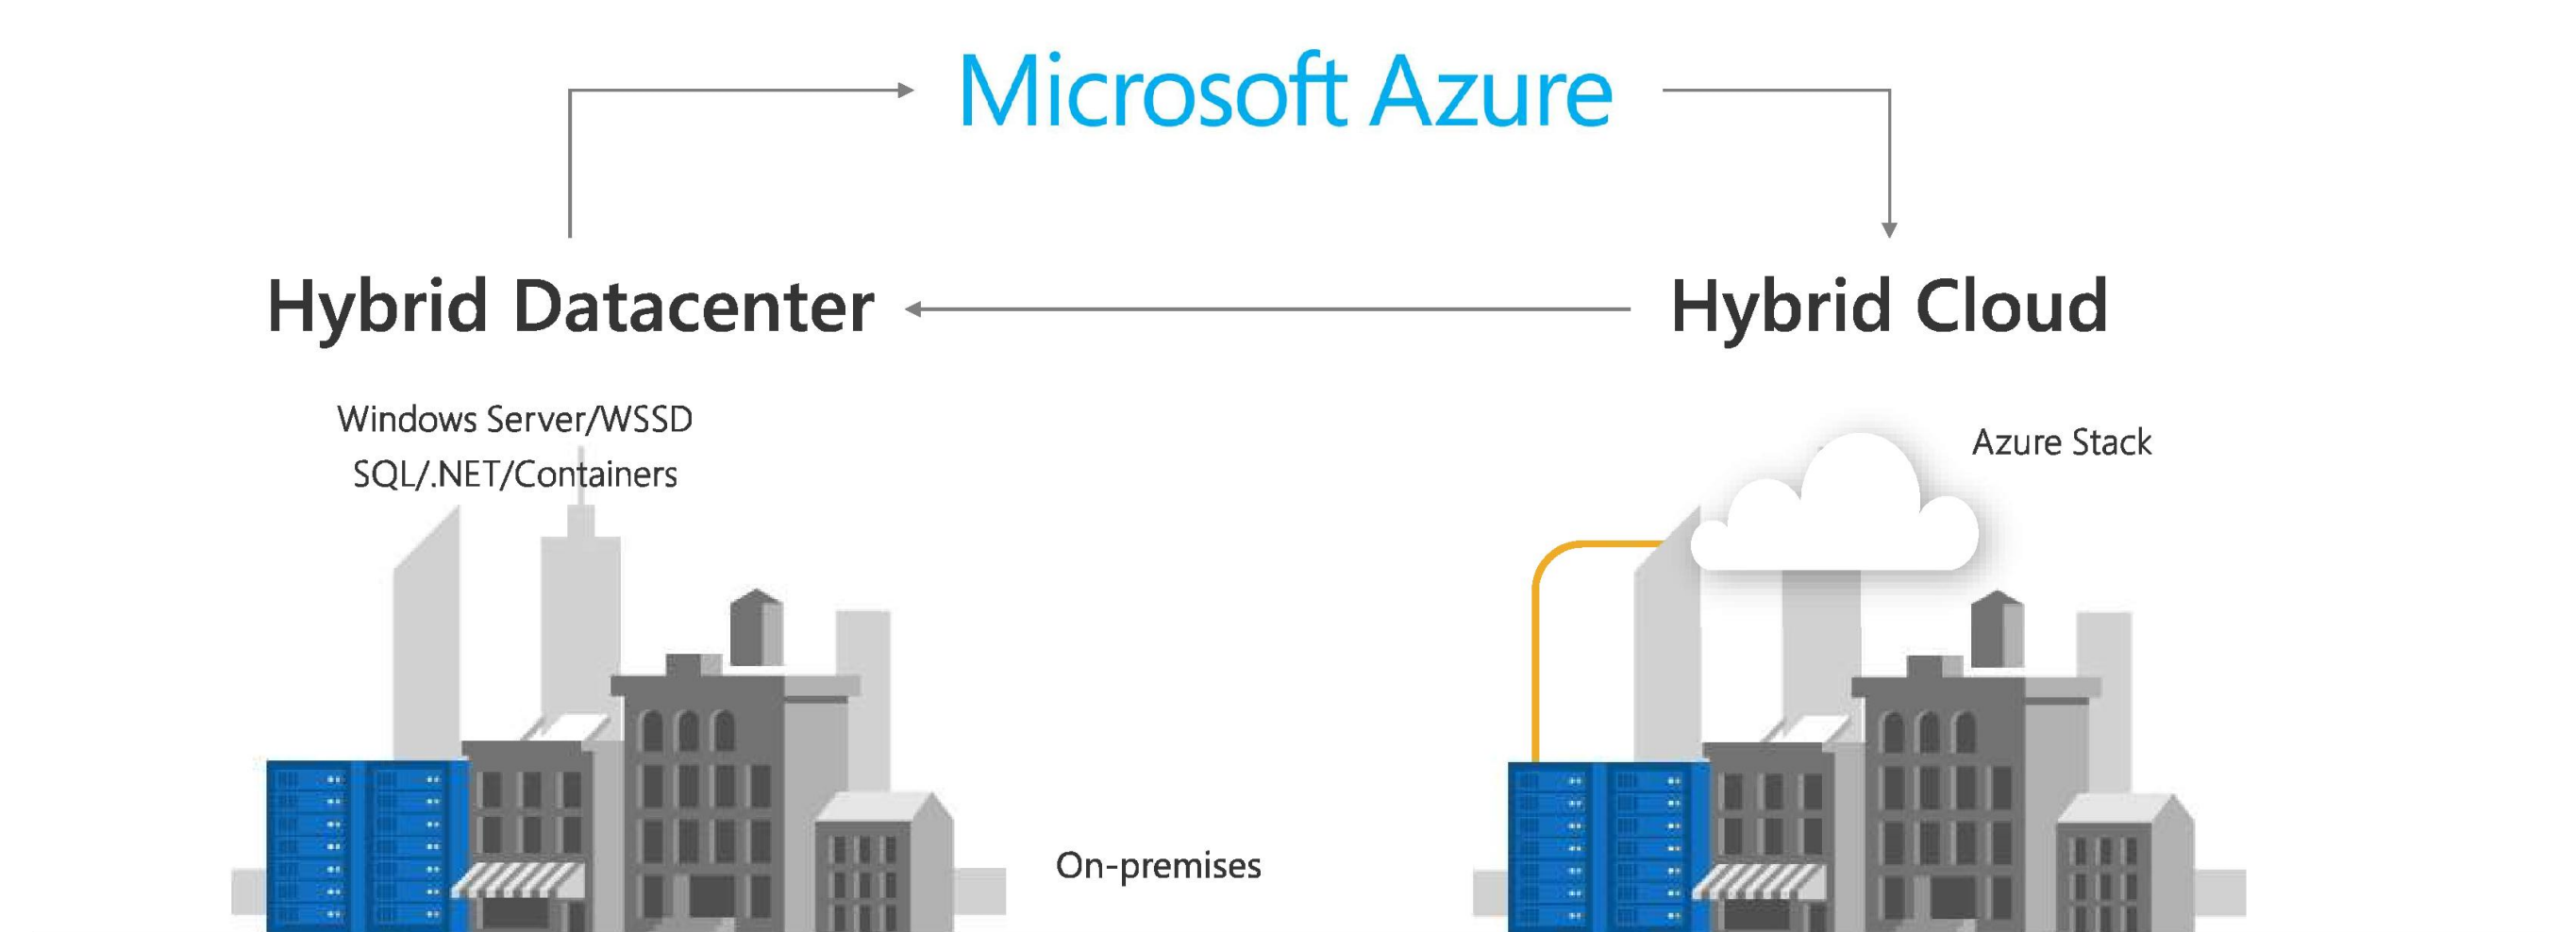 Microsoft Azure
Hybrid Datacenter
Hybrid Cloud
Windows Server/WSSD
SQL/.NET/Containers
Azure Stack
On-premises